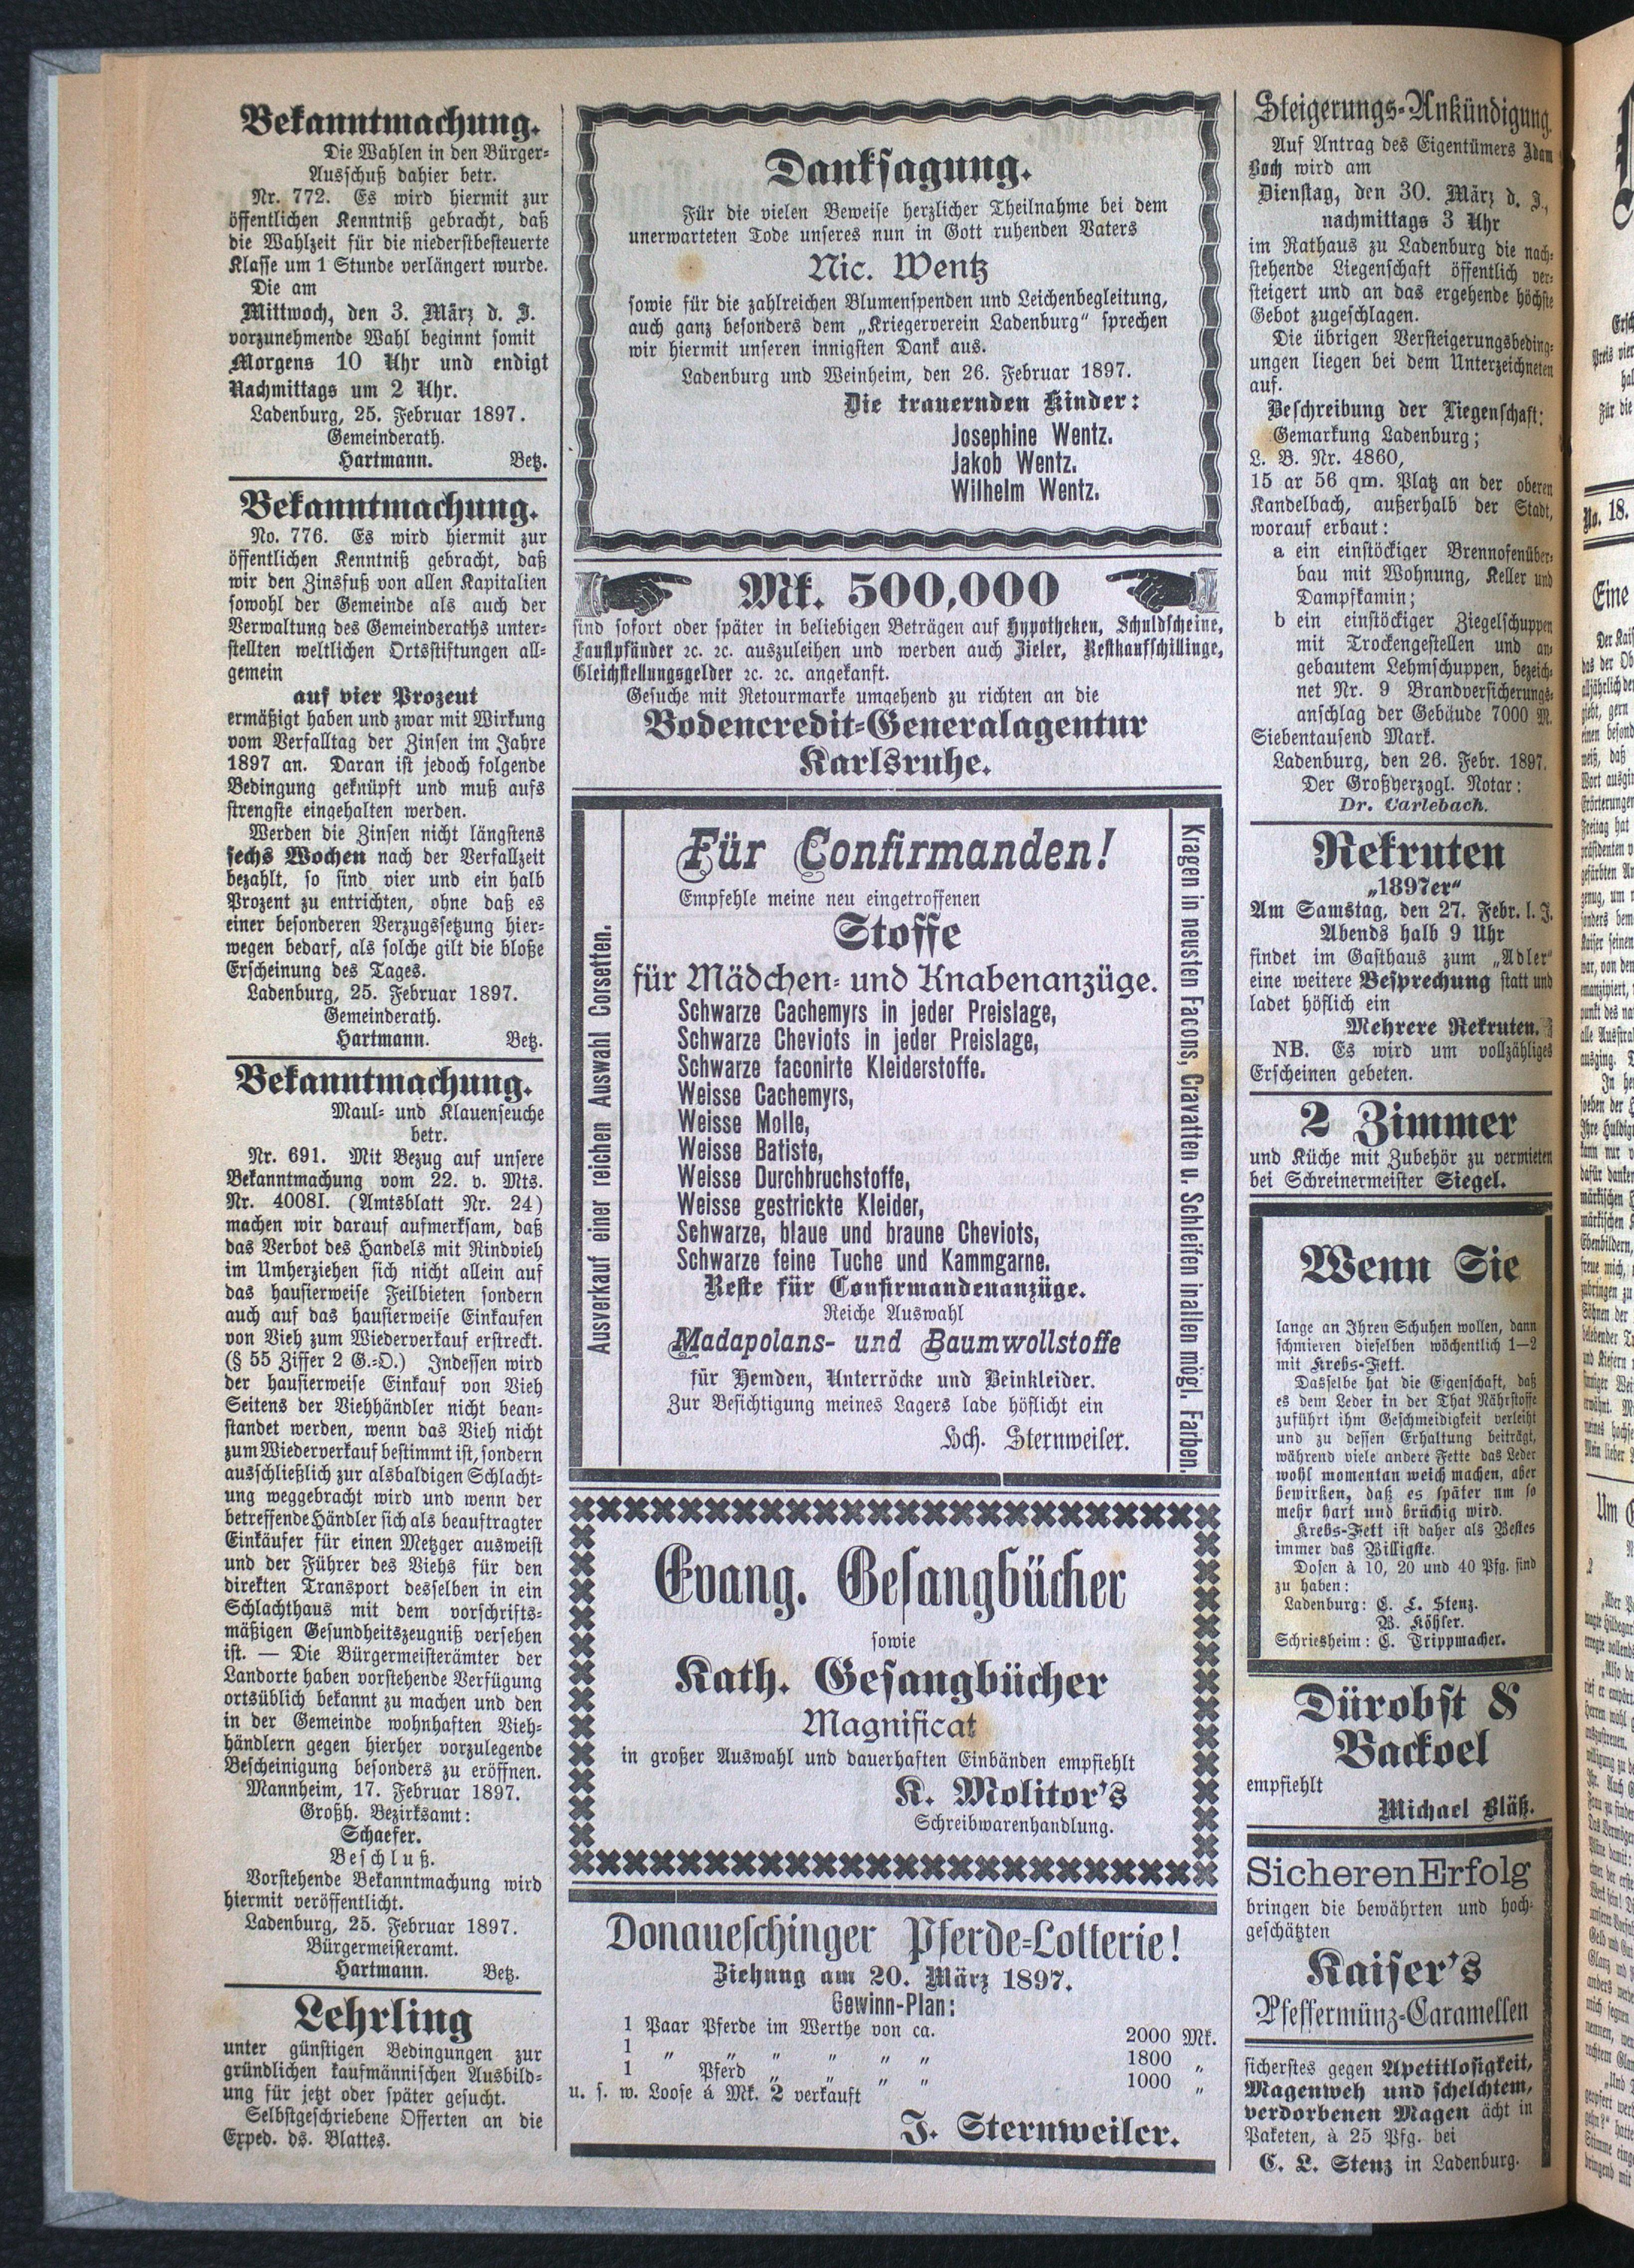 Bekanntmachung.
Die Wahlen in den Bürger-
Ausschuß dahier betr.
Nr. 772. Es wird hiermit zur
öffentlichen Kenntniß gebracht, daß
die Wahlzeit für die niederstbesteuerte
Klasse um 1 Stunde verlängert wurde.
Die am
Mittwoch, den 3. März d. J.
vorzunehmende Wahl beginnt somit
Morgens 10 Uhr und endigt
Nachmittags um 2 Uhr.
Ladenburg, 25. Februar 1897.
Gemeinderath.
Hartmann. Betz.
Bekanntmachung.
No. 776. Es wird hiermit zur
öffentlichen Kenntniß gebracht, daß
wir den Zinsfuß von allen Kapitalien
sowohl der Gemeinde als auch der
Verwaltung des Gemeinderaths unter-
stellten weltlichen Ortsstiftungen all-
gemein
auf vier Prozent
ermäßigt haben und zwar mit Wirkung
vom Verfalltag der Zinsen im Jahre
1897 an. Daran ist jedoch folgende
Bedingung geknüpft und muß aufs
strengste eingehalten werden.
Werden die Zinsen nicht längstens
sechs Wochen nach der Verfallzeit
bezahlt, so sind vier und ein halb
Prozent zu entrichten, ohne daß es
einer besonderen Verzugssetzung hier-
wegen bedarf, als solche gilt die bloße
Erscheinung des Tages.
Ladenburg, 25. Februar 1897.
Gemeinderath.
Hartmann. Betz.
Bekanntmachung.
Maul- und Klauenseuche
betr.
Nr. 691. Mit Bezug auf unsere
Bekanntmachung vom 22. v. Mts.
Nr. 4008I. (Amtsblatt Nr. 24)
machen wir darauf aufmerksam, daß
das Verbot des Handels mit Rindvieh
im Umherziehen sich nicht allein auf
das hausierweise Feilbieten sondern
auch auf das hausierweise Einkaufen
von Vieh zum Wiederverkauf erstreckt.
(§ 55 Ziffer 2 G.-O.) Indessen wird
der hausierweise Einkauf von Vieh
Seitens der Viehhändler nicht bean-
standet werden, wenn das Vieh nicht
zum Wiederverkauf bestimmt ist, sondern
ausschließlich zur alsbaldigen Schlacht-
ung weggebracht wird und wenn der
betreffende Händler sich als beauftragter
Einkäufer für einen Metzger ausweist
und der Führer des Viehs für den
direkten Transport desselben in ein
Schlachthaus mit dem vorschrifts-
mäßigen Gesundheitszeugniß versehen
ist. — Die Bürgermeisterämter der
Landorte haben vorstehende Verfügung
ortsüblich bekannt zu machen und den
in der Gemeinde wohnhaften Vieh-
händlern gegen hierher vorzulegende
Bescheinigung besonders zu eröffnen.
Mannheim, 17. Februar 1897.
Großh. Bezirksamt:
Schaefer.
Beschluß.
Vorstehende Bekanntmachung wird
hiermit veröffentlicht.
Ladenburg, 25. Februar 1897.
Bürgermeisteramt.
Hartmann. Betz.
Lehrling
unter günstigen Bedingungen zur
gründlichen kaufmännischen Ausbild-
ung für jetzt oder später gesucht.
Selbstgeschriebene Offerten an die
Exped. ds. Blattes.
Danksagung.
Für die vielen Beweise herzlicher Theilnahme bei dem
unerwarteten Tode unseres nun in Gott ruhenden Vaters
Nic. Wentz
sowie für die zahlreichen Blumenspenden und Leichenbegleitung,
auch ganz besonders dem „Kriegerverein Ladenburg“ sprechen
wir hiermit unseren innigsten Dank aus.
Ladenburg und Weinheim, den 26. Februar 1897.
Die trauernden Kinder:
Josephine Wentz.
Jakob Wentz.
Wilhelm Wentz.
Mk. 500,000
sind sofort oder später in beliebigen Beträgen auf Hypotheken, Schuldscheine,
Faustpfänder ꝛc. ꝛc. auszuleihen und werden auch Zieler, Restkaufschillinge,
Gleichstellungsgelder ꝛc. ꝛc. angekanft.
Gesuche mit Retourmarke umgehend zu richten an die
Bodencredit-Generalagentur
Karlsruhe.
Ausverkauf einer reichen Auswahl Corsetten.
Für Confirmanden!
Empfehle meine neu eingetroffenen
Stoffe
für Mädchen- und Knabenanzüge.
Schwarze Cachemyrs in jeder Preislage,
Schwarze Cheviots in jeder Preislage,
Schwarze faconirte Kleiderstoffe.
Weisse Cachemyrs,
Weisse Molle,
Weisse Batiste,
Weisse Durchbruchstoffe,
Weisse gestrickte Kleider,
Schwarze, blaue und braune Cheviots,
Schwarze feine Tuche und Kammgarne.
Reste für Confirmandenanzüge.
Reiche Auswahl
Madapolans- und Baumwollstoffe
für Hemden, Unterröcke und Beinkleider.
Zur Besichtigung meines Lagers lade höflicht ein
Hch. Sternweiler.
Kragen in neusten Facons, Cravatten u. Schleifen in allen mögl. Farben.
Evang. Gesangbücher
sowie
Kath. Gesangbücher
Magnificat
in großer Auswahl und dauerhaften Einbänden empfiehlt
K. Molitor's
Schreibwarenhandlung.
Donaueschinger Pferde-Lotterie!
Ziehung am 20. März 1897.
Gewinn-Plan:
1 Paar Pferde im Werthe von ca. 2000 Mk.
1 „ „ „ „ „ „ 1800 „
1 Pferd „ „ „ „ 1000 „
u. s. w. Loose á Mk. 2 verkauft
J. Sternweiler.
Steigerungs-Ankündigung.
Auf Antrag des Eigentümers Adam
Boch wird am
Dienstag, den 30. März d. J.,
nachmittags 3 Uhr
im Rathaus zu Ladenburg die nach-
stehende Liegenschaft öffentlich ver-
steigert und an das ergehende höchste
Gebot zugeschlagen.
Die übrigen Versteigerungsbeding-
ungen liegen bei dem Unterzeichneten
auf.
Beschreibung der Liegenschaft:
Gemarkung Ladenburg;
L. B. Nr. 4860,
15 ar 56 qm. Platz an der oberen
Kandelbach, außerhalb der Stadt,
worauf erbaut:
a ein einstöckiger Brennofenüber-
bau mit Wohnung, Keller und
Dampfkamin;
b ein einstöckiger Ziegelschuppen
mit Trockengestellen und an-
gebautem Lehmschuppen, bezeich-
net Nr. 9 Brandversicherungs-
anschlag der Gebäude 7000 M.
Siebentausend Mark.
Ladenburg, den 26. Febr. 1897.
Der Großherzogl. Notar:
Dr. Carlebach.
Rekruten
„1897er“
Am Samstag, den 27. Febr. l. J.
Abends halb 9 Uhr
findet im Gasthaus zum „Adler“
eine weitere Besprechung statt und
ladet höflich ein
Mehrere Rekruten.
NB. Es wird um vollzähliges
Erscheinen gebeten.
2 Zimmer
und Küche mit Zubehör zu vermieten
bei Schreinermeister Siegel.
Wenn Sie
lange an Ihren Schuhen wollen, dann
schmieren dieselben wöchentlich 1—2
mit Krebs-Fett.
Dasselbe hat die Eigenschaft, daß
es dem Leder in der That Nährstoffe
zuführt ihm Geschmeidigkeit verleiht
und zu dessen Erhaltung beiträgt,
während viele andere Fette das Leder
wohl momentan weich machen, aber
bewirken, daß es später um so
mehr hart und brüchig wird.
Krebs-Fett ist daher als Bestes
immer das Billigste.
Dosen à 10, 20 und 40 Pfg. sind
zu haben:
Ladenburg: C. L. Stenz.
W. Köhler.
Schriesheim: C. Trippmacher.
Dürobst &
Backoel
empfiehlt
Michael Bläß.
Sicheren Erfolg
bringen die bewährten und hoch-
geschätzten
Kaiser's
Pfeffermünz-Caramellen
sicherstes gegen Apetitlosigkeit,
Magenweh und schelchtem,
verdorbenen Magen ächt in
Paketen, à 25 Pfg. bei
C. L. Stenz in Ladenburg.
No. 18.
Eine